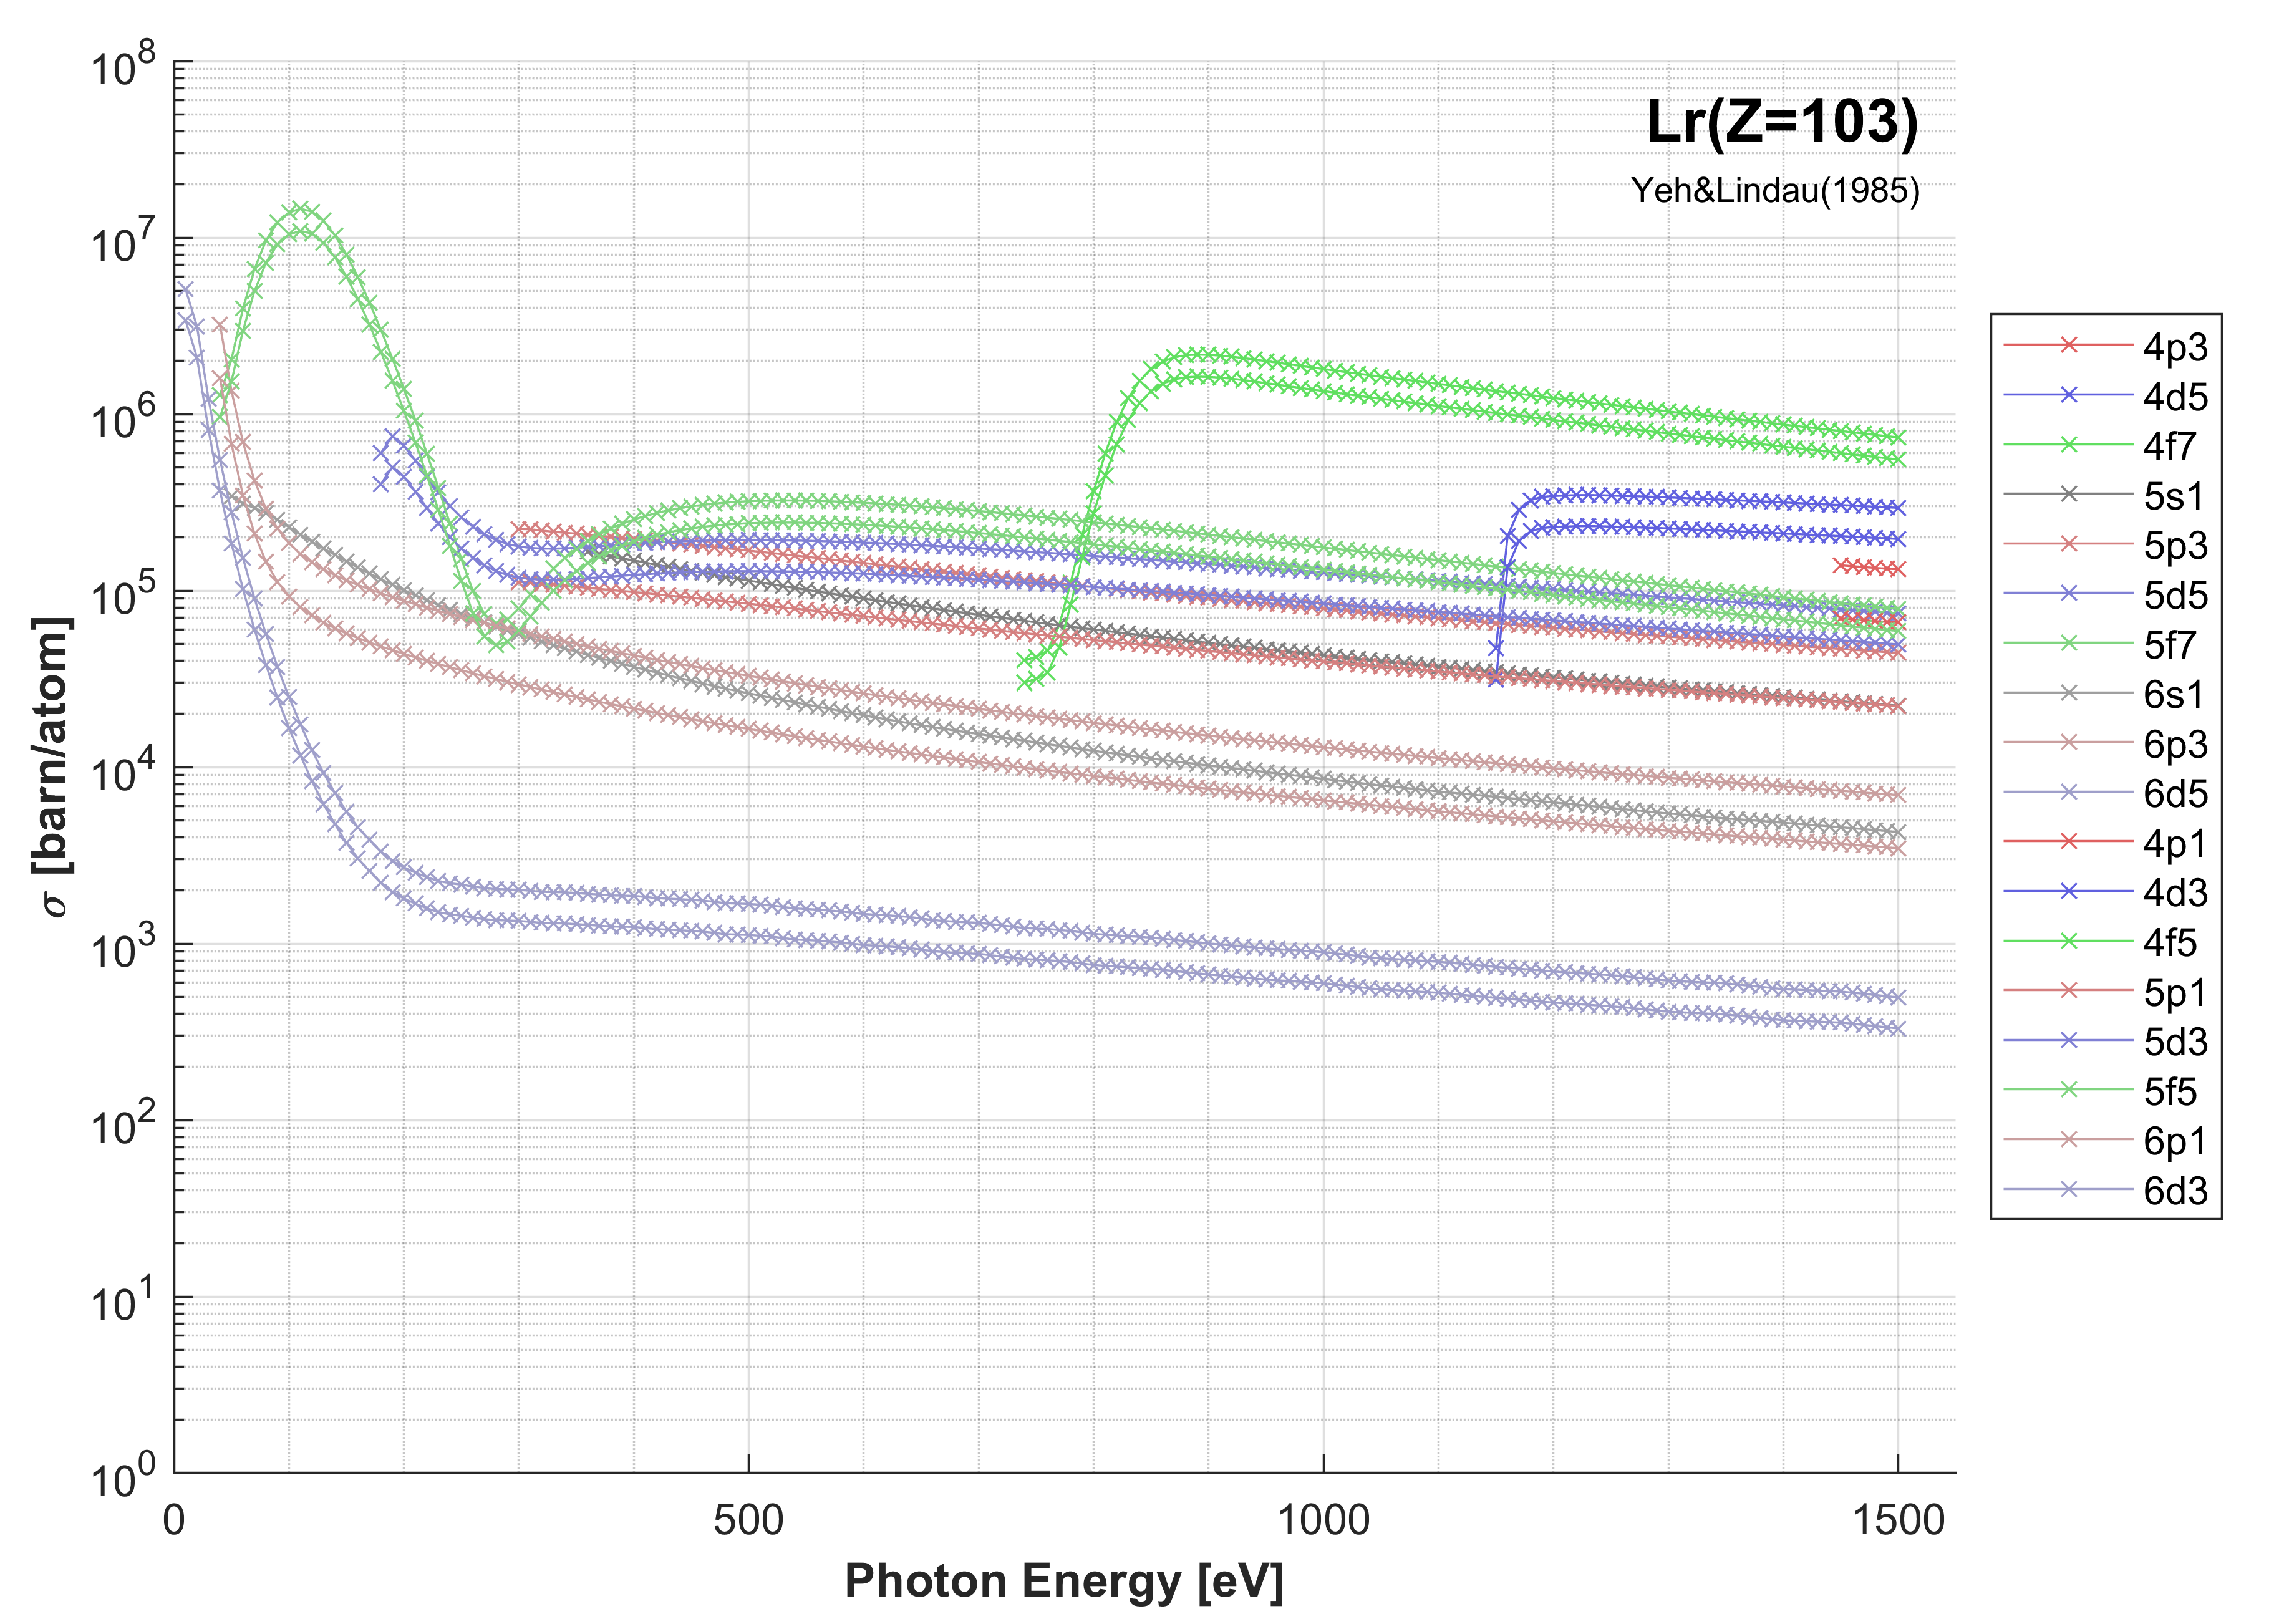 Lr(Z=103)
Yeh&Lindau(1985)
σ [barn/atom]
10^8
10^7
10^6
10^5
10^4
10^3
10^2
10^1
10^0
0 500 1000 1500
Photon Energy [eV]
4p3
4d5
4f7
5s1
5p3
5d5
5f7
6s1
6p3
6d5
4p1
4d3
4f5
5p1
5d3
5f5
6p1
6d3